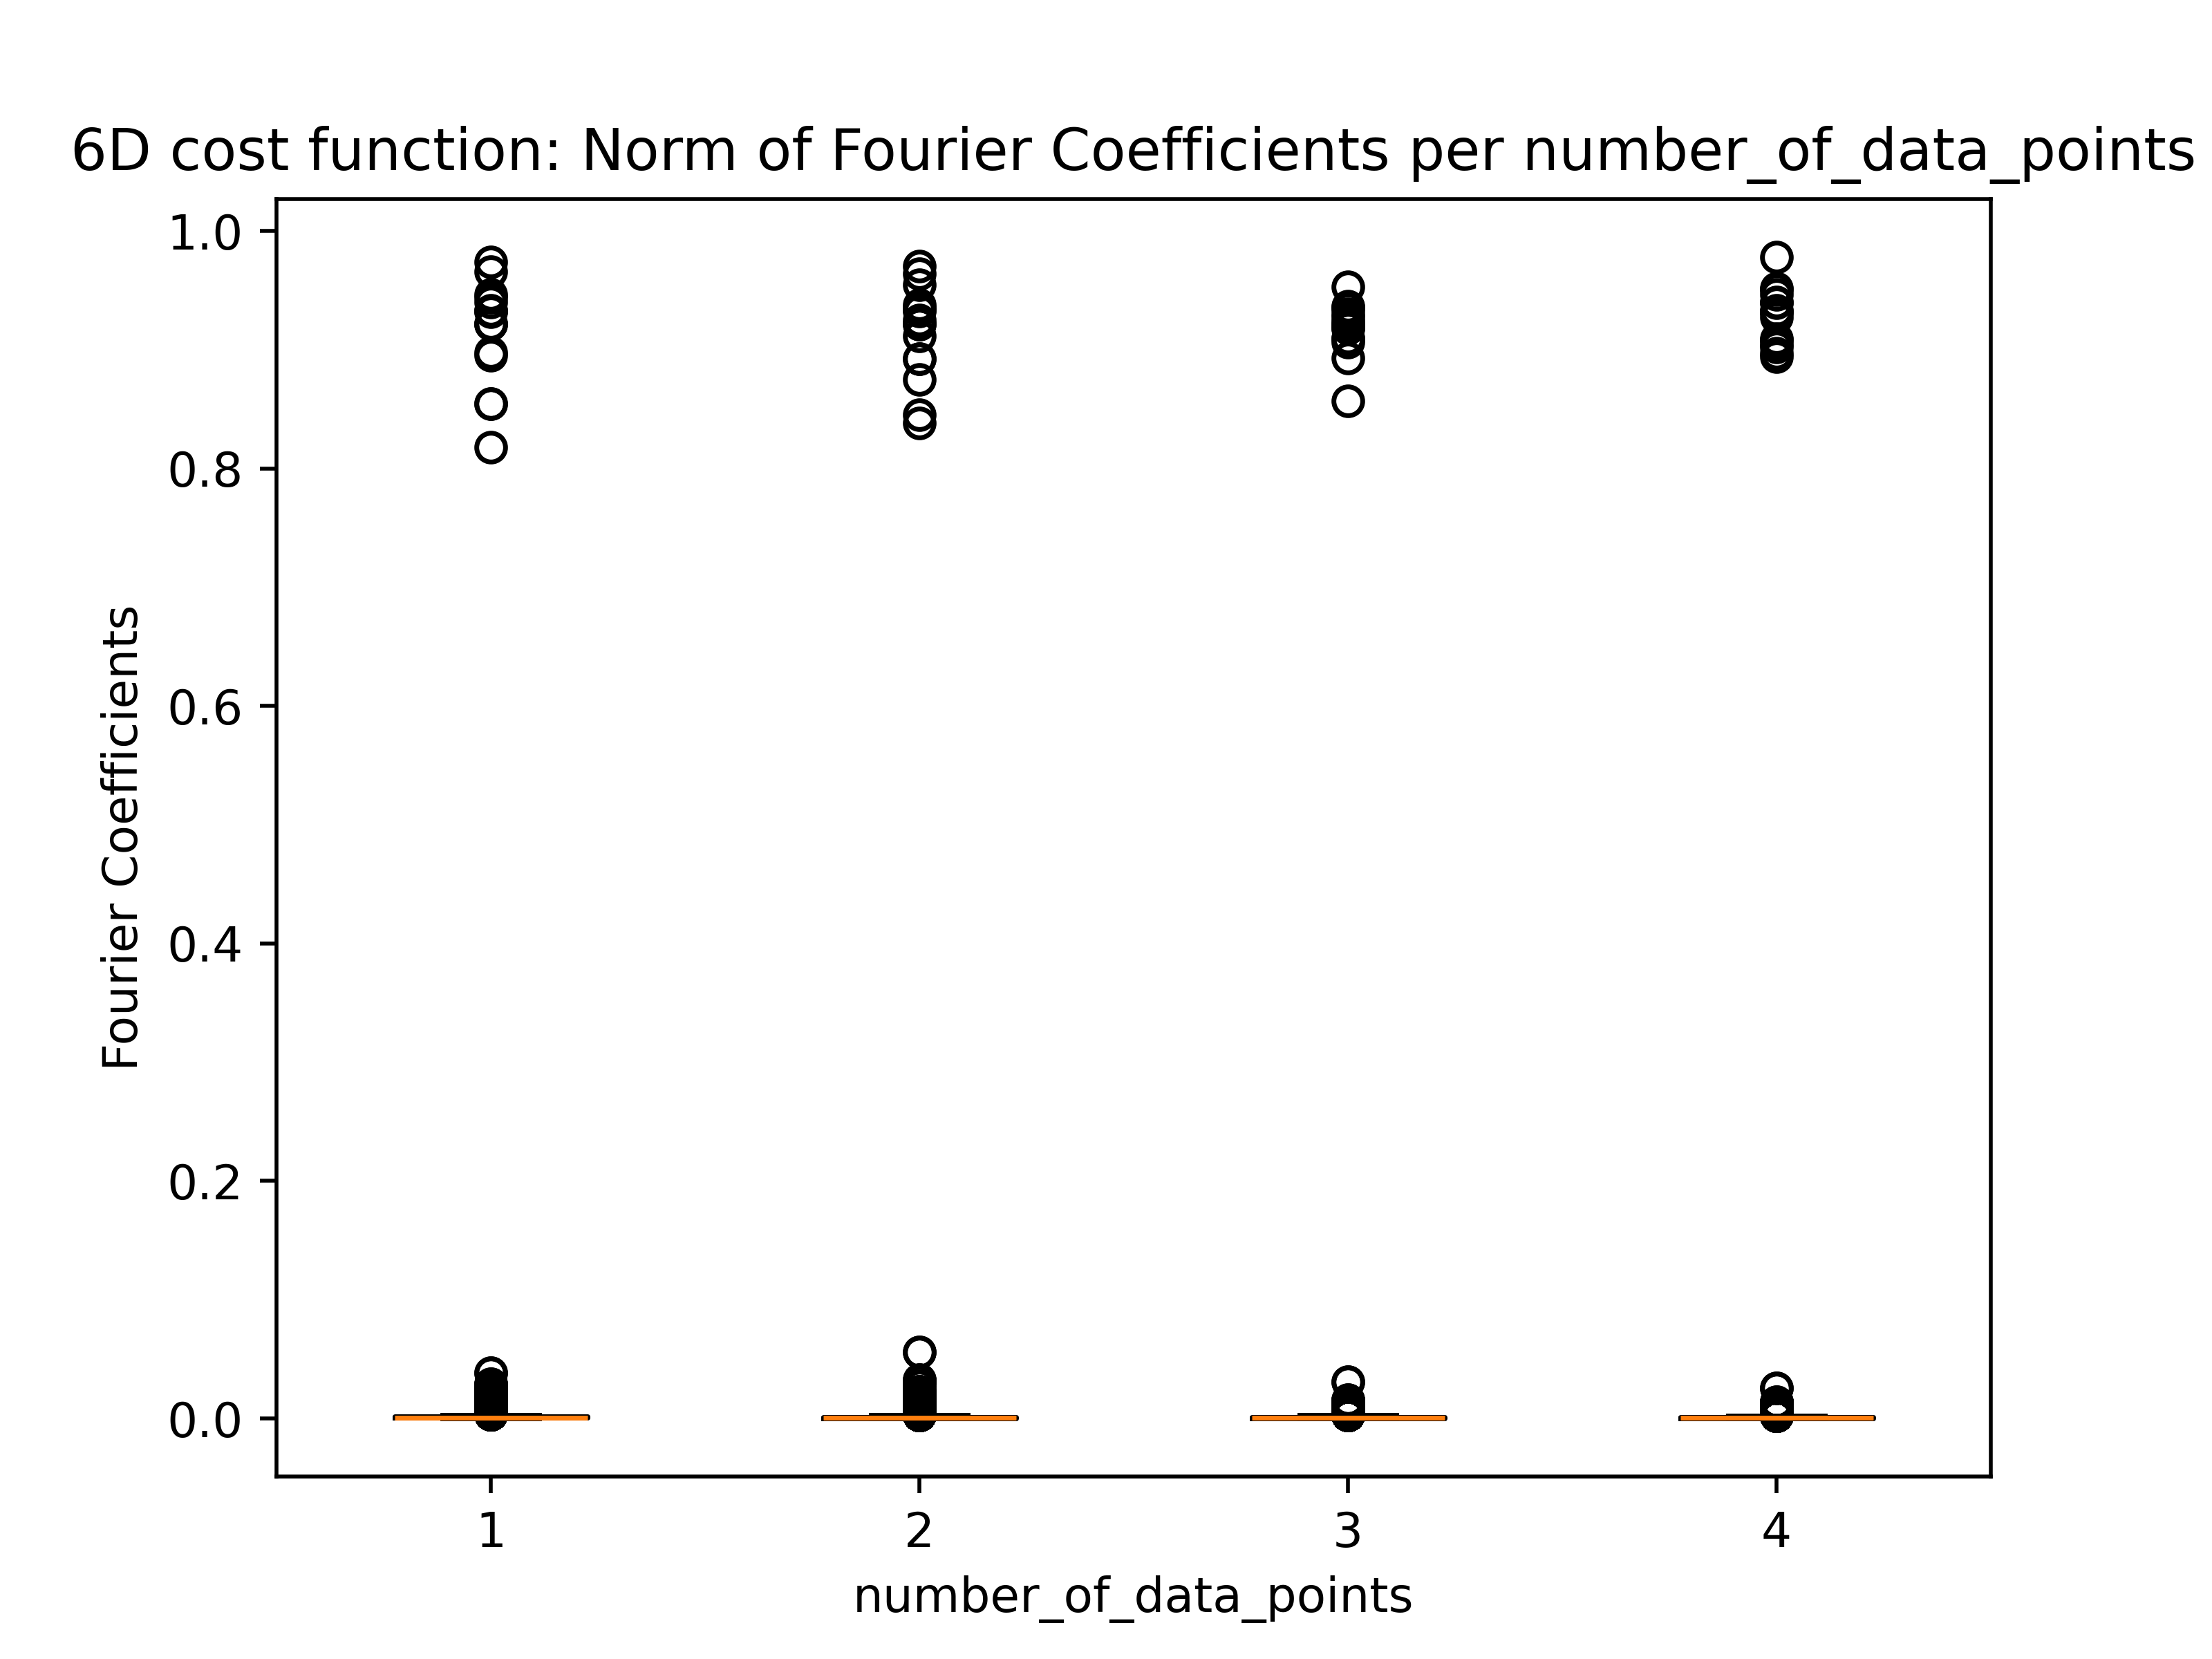 6D cost function: Norm of Fourier Coefficients per number_of_data_points
1.0
0.8
0.6
0.4
0.2
0.0
Fourier Coefficients
1 2 3 4
number_of_data_points